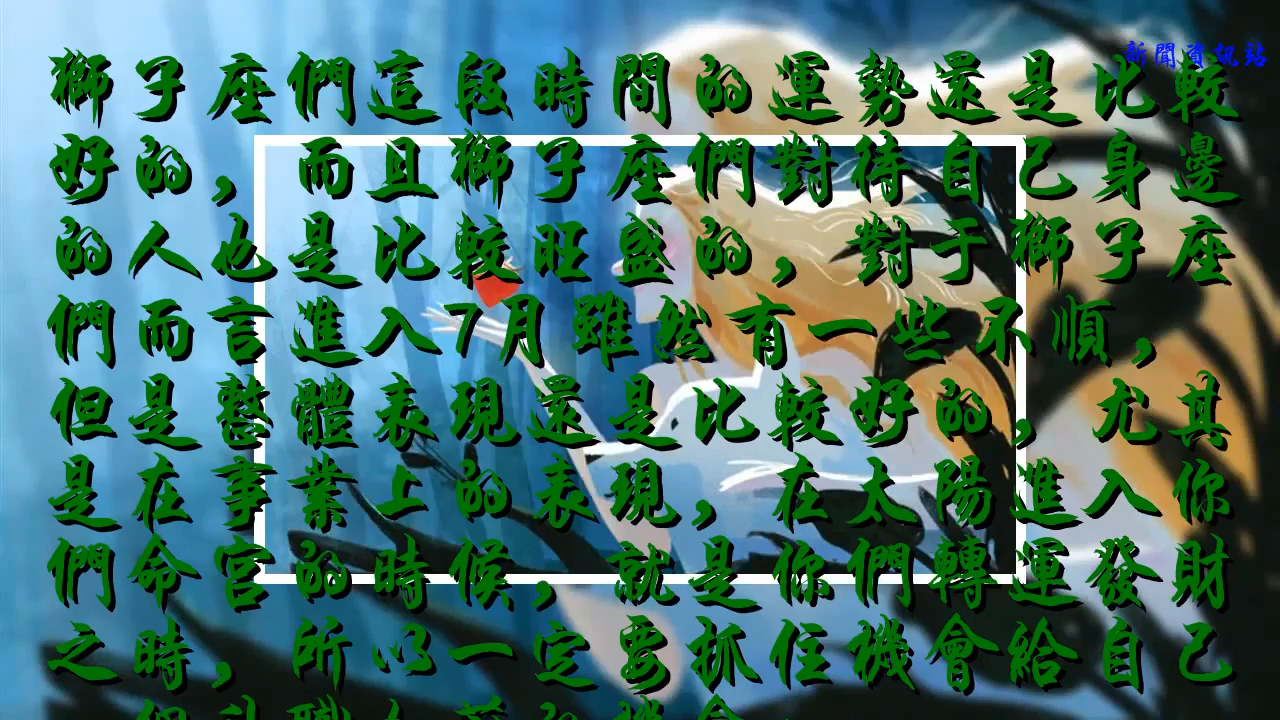 新聞資訊站
獅子座們這段時間的運勢還是比較
好的，而且獅子座們對待自己身邊
的人也是比較旺盛的，對于獅子座
們而言進入7月雖然有一些不順，
但是整體表現還是比較好的，尤其
是在事業上的表現，在太陽進入你
們命宮的時候，就是你們轉運發財
之時，所以一定要抓住機會給自己